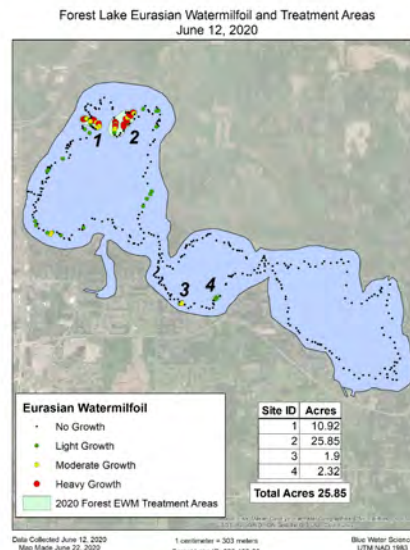 Forest Lake Eurasian Watermilfoil and Treatment Areas
June 12, 2020
1
2
3
4
Eurasian Watermilfoil
No Growth
Light Growth
Moderate Growth
Heavy Growth
2020 Forest EWM Treatment Areas
Site ID Acres
1 10.92
2 25.85
3 1.9
4 2.32
Total Acres 25.85
Data Collected June 12, 2020
Map Made June 22, 2020
1 centimeter = 303 meters
Blue Water Science
UTM NAD 1983